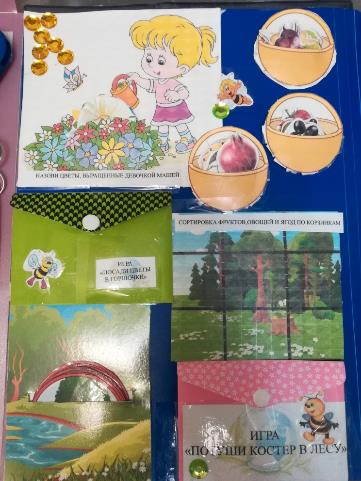 НАЗОВИ ЦВЕТЫ, ВЫРАЩЕННЫЕ ДЕВОЧКОЙ МАШЕЙ
СОРТИРОВКА ФРУКТОВ,ОВОЩЕЙ И ЯГОД ПО КОРЗИНКАМ
ИГРА
«ПОСАДИ ЦВЕТЫ
В ГОРШОЧКИ»
ИГРА
«ПОТУШИ КОСТЕР В ЛЕСУ»